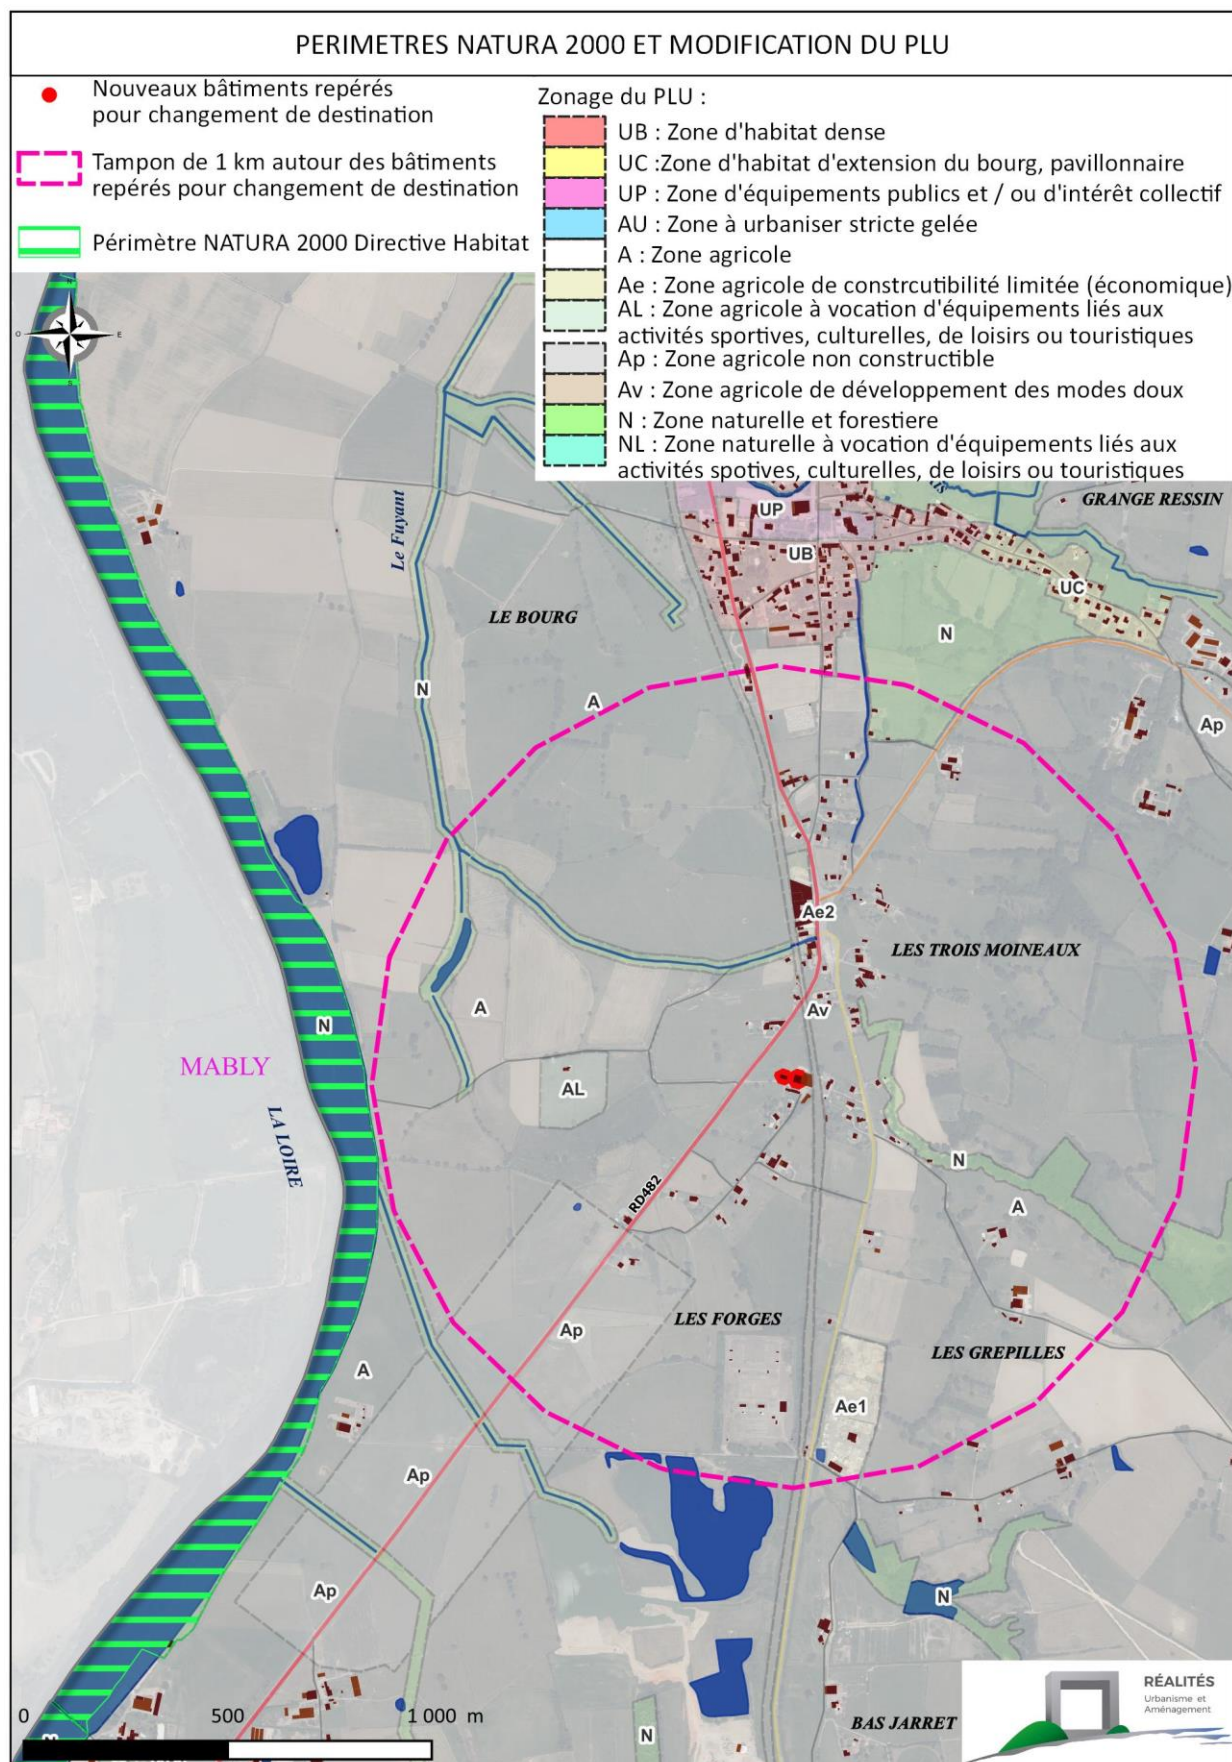 PERIMETRES NATURA 2000 ET MODIFICATION DU PLU
Nouveaux bâtiments repérés
pour changement de destination
Tampon de 1 km autour des bâtiments
repérés pour changement de destination
Périmètre NATURA 2000 Directive Habitat
Zonage du PLU :
UB : Zone d'habitat dense
UC :Zone d'habitat d'extension du bourg, pavillonnaire
UP : Zone d'équipements publics et / ou d'intérêt collectif
AU : Zone à urbaniser stricte gelée
A : Zone agricole
Ae : Zone agricole de constrcutibilité limitée (économique)
AL : Zone agricole à vocation d'équipements liés aux
activités sportives, culturelles, de loisirs ou touristiques
Ap : Zone agricole non constructible
Av : Zone agricole de développement des modes doux
N : Zone naturelle et forestiere
NL : Zone naturelle à vocation d'équipements liés aux
activités spotives, culturelles, de loisirs ou touristiques
O
E
S
GRANGE RESSIN
UP
Le Fuyant
UB
UC
LE BOURG
N
N
A
Ap
Ae2
LES TROIS MOINEAUX
A
Av
N
MABLY
AL
LA LOIRE
N
RD482
A
LES FORGES
Ap
LES GREPILLES
A
Ae1
Ap
Ap
N
RÉALITÉS
Urbanisme et
Aménagement
0 500 1 000 m
BAS JARRET
N